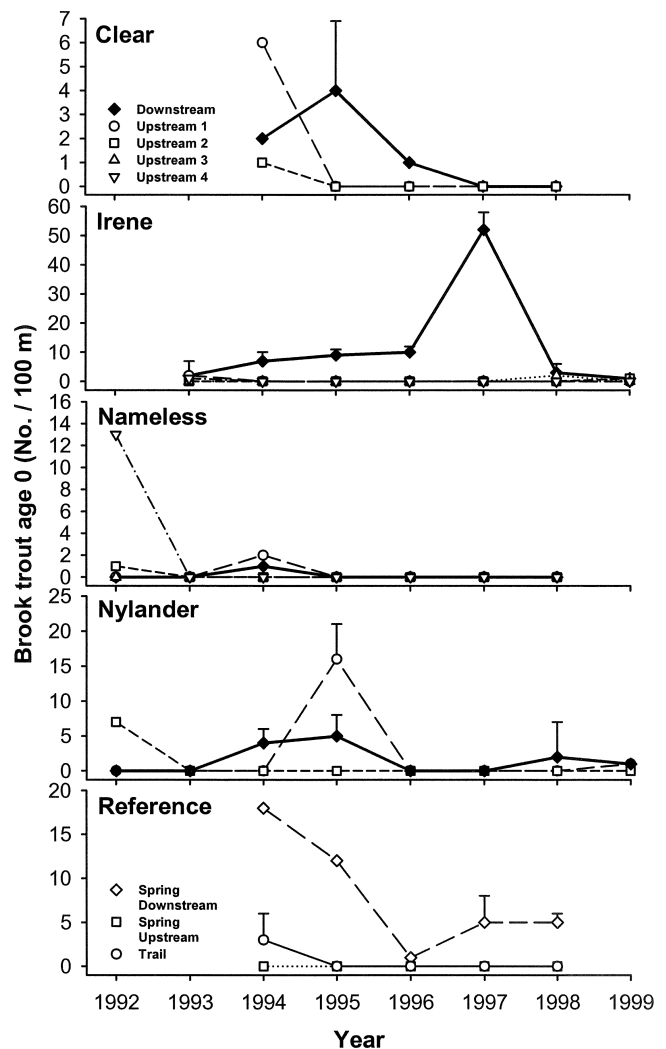 Brook trout age 0 (No. / 100 m)
Clear
7
6
5
4
3
2
1
0
Downstream
Upstream 1
Upstream 2
Upstream 3
Upstream 4
Irene
60
50
40
30
20
10
0
Nameless
16
14
12
10
8
6
4
2
0
Nylander
25
20
15
10
5
0
Reference
20
15
10
5
0
Spring
Downstream
Spring
Upstream
Trail
1992 1993 1994 1995 1996 1997 1998 1999
Year